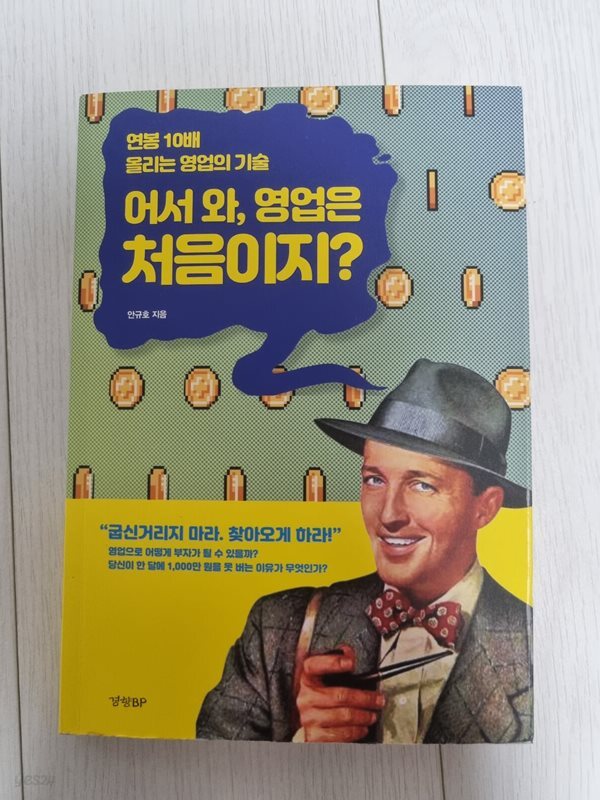 연봉 10배
올리는 영업의 기술
어서 와, 영업은
처음이지?
안규호 지음
“굽신거리지 마라. 찾아오게 하라!”
영업으로 어떻게 부자가 될 수 있을까?
당신이 한 달에 1,000만 원을 못 버는 이유가 무엇인가?
경향BP
yes24